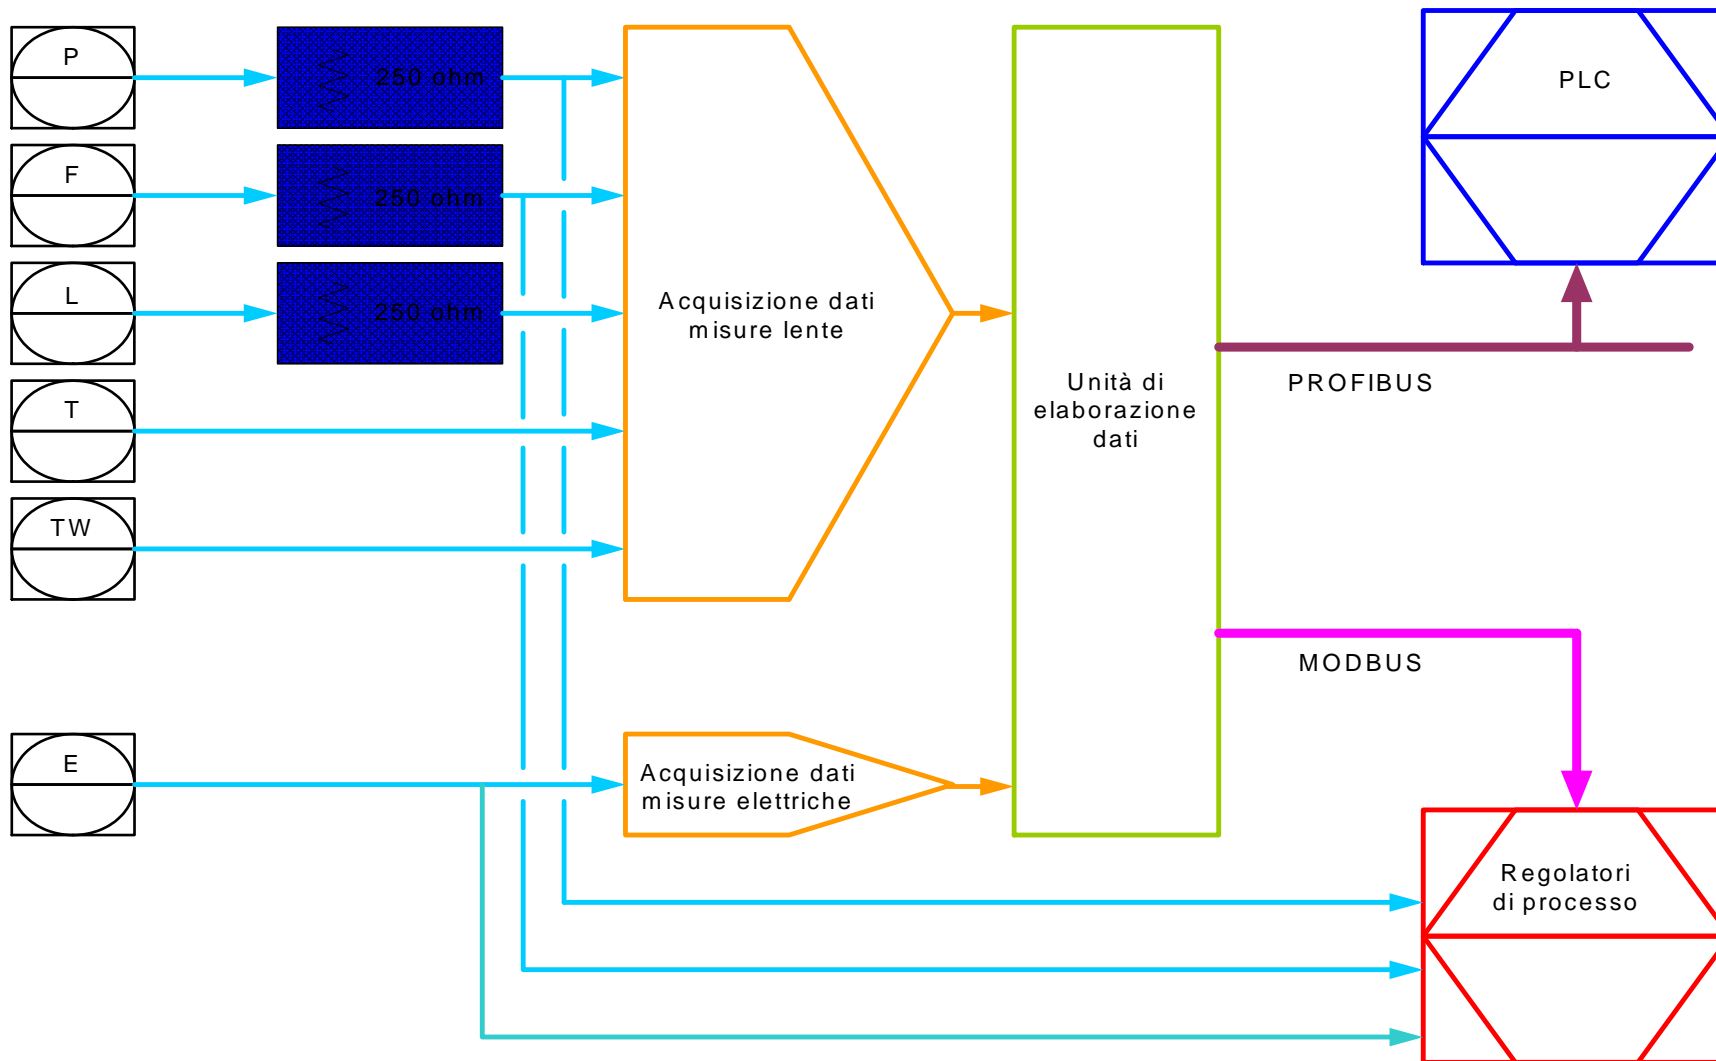 P
250 ohm
PLC
F
250 ohm
L
250 ohm
Acquisizione dati
misure lente
T
Unità di
elaborazione
dati
PROFIBUS
TW
MODBUS
E
Acquisizione dati
misure elettriche
Regolatori
di processo